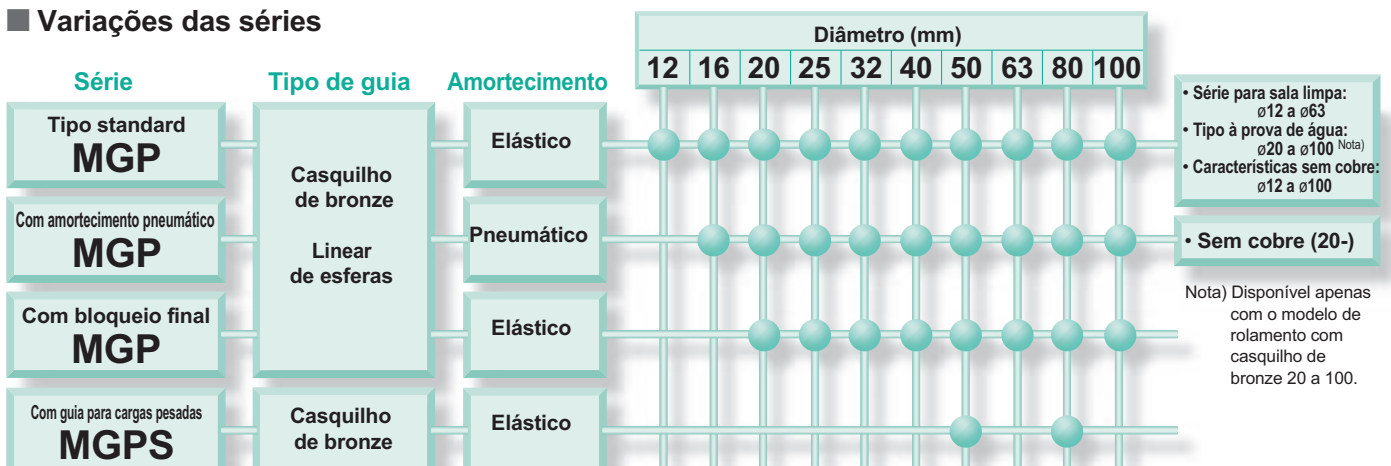 Variações das séries
Diâmetro (mm)
12 16 20 25 32 40 50 63 80 100
Série Tipo de guia Amortecimento
Tipo standard
MGP
Casquilho
de bronze
Linear
de esferas
Elástico
• Série para sala limpa:
ø12 a ø63
• Tipo à prova de água:
ø20 a ø100 Nota)
• Características sem cobre:
ø12 a ø100
Com amortecimento pneumático
MGP
Pneumático
• Sem cobre (20-)
Com bloqueio final
MGP
Elástico
Nota) Disponível apenas
com o modelo de
rolamento com
casquilho de
bronze 20 a 100.
Com guia para cargas pesadas
MGPS
Casquilho
de bronze
Elástico